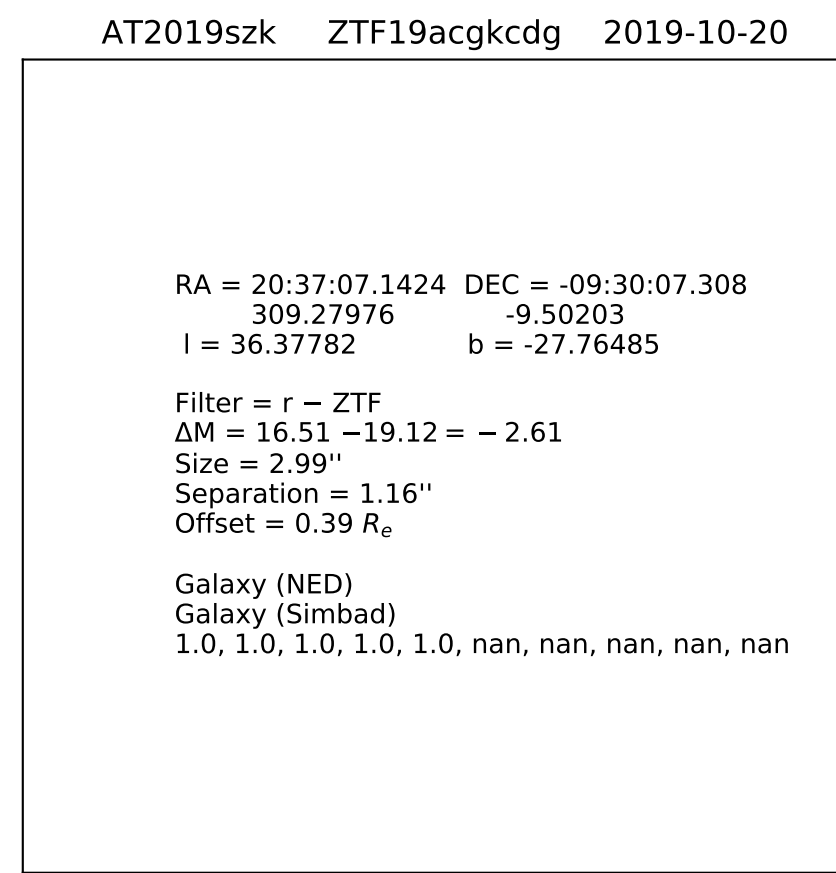 AT2019szk ZTF19acgkcdg 2019-10-20
RA = 20:37:07.1424 DEC = -09:30:07.308
309.27976 -9.50203
l = 36.37782 b = -27.76485
Filter = r − ZTF
ΔM = 16.51 −19.12 = − 2.61
Size = 2.99''
Separation = 1.16''
Offset = 0.39 Re
Galaxy (NED)
Galaxy (Simbad)
1.0, 1.0, 1.0, 1.0, 1.0, nan, nan, nan, nan, nan